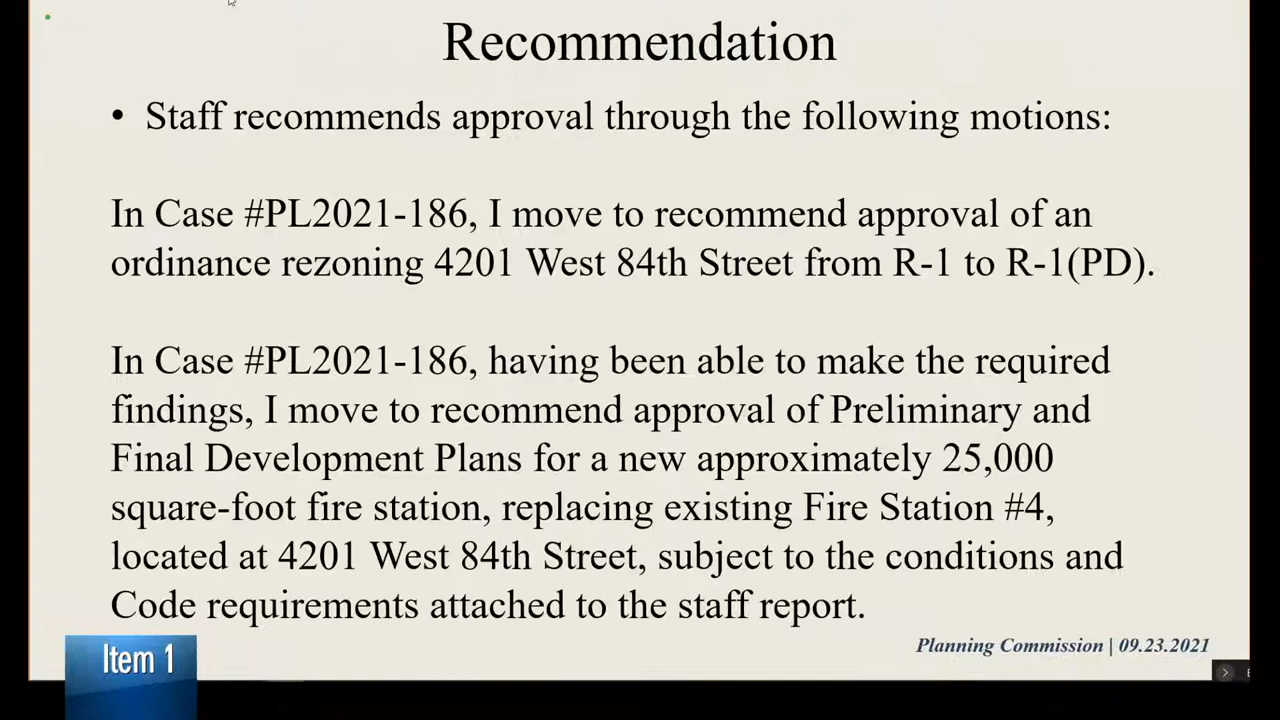 Recommendation
• Staff recommends approval through the following motions:
In Case #PL2021-186, I move to recommend approval of an
ordinance rezoning 4201 West 84th Street from R-1 to R-1(PD).
In Case #PL2021-186, having been able to make the required
findings, I move to recommend approval of Preliminary and
Final Development Plans for a new approximately 25,000
square-foot fire station, replacing existing Fire Station #4,
located at 4201 West 84th Street, subject to the conditions and
Code requirements attached to the staff report.
Planning Commission | 09.23.2021
Item 1